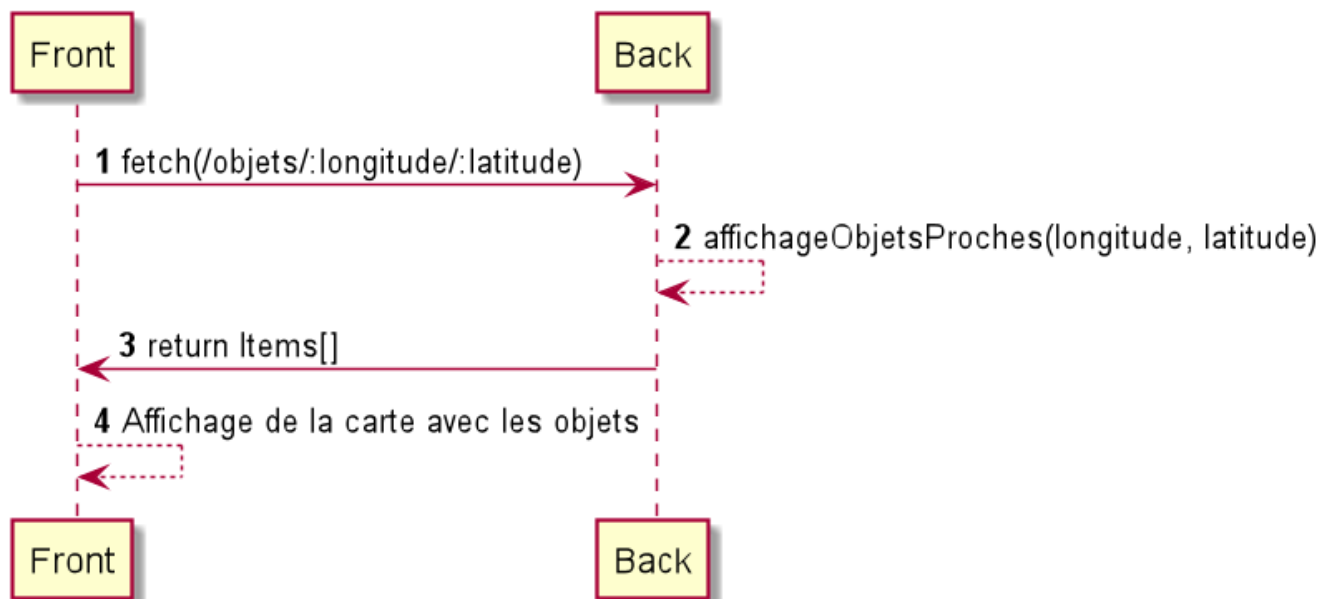 Front Back
1 fetch(/objets/:longitude/:latitude)
2 affichageObjetsProches(longitude, latitude)
3 return Items[]
4 Affichage de la carte avec les objets
Front Back